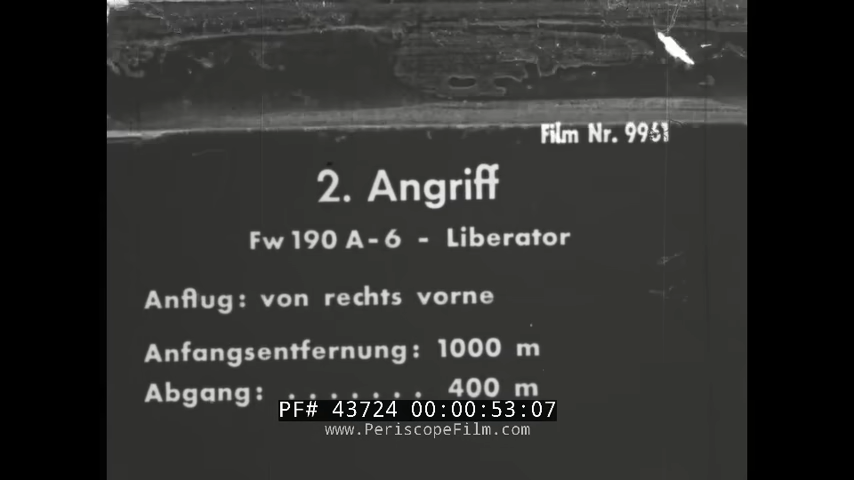 Film Nr. 9961
2. Angriff
Fw 190 A-6 - Liberator
Anflug: von rechts vorne
Anfangsentfernung: 1000 m
Abgang: . . . . . . . 400 m
PF# 43724 00:00:53:07
www.PeriscopeFilm.com